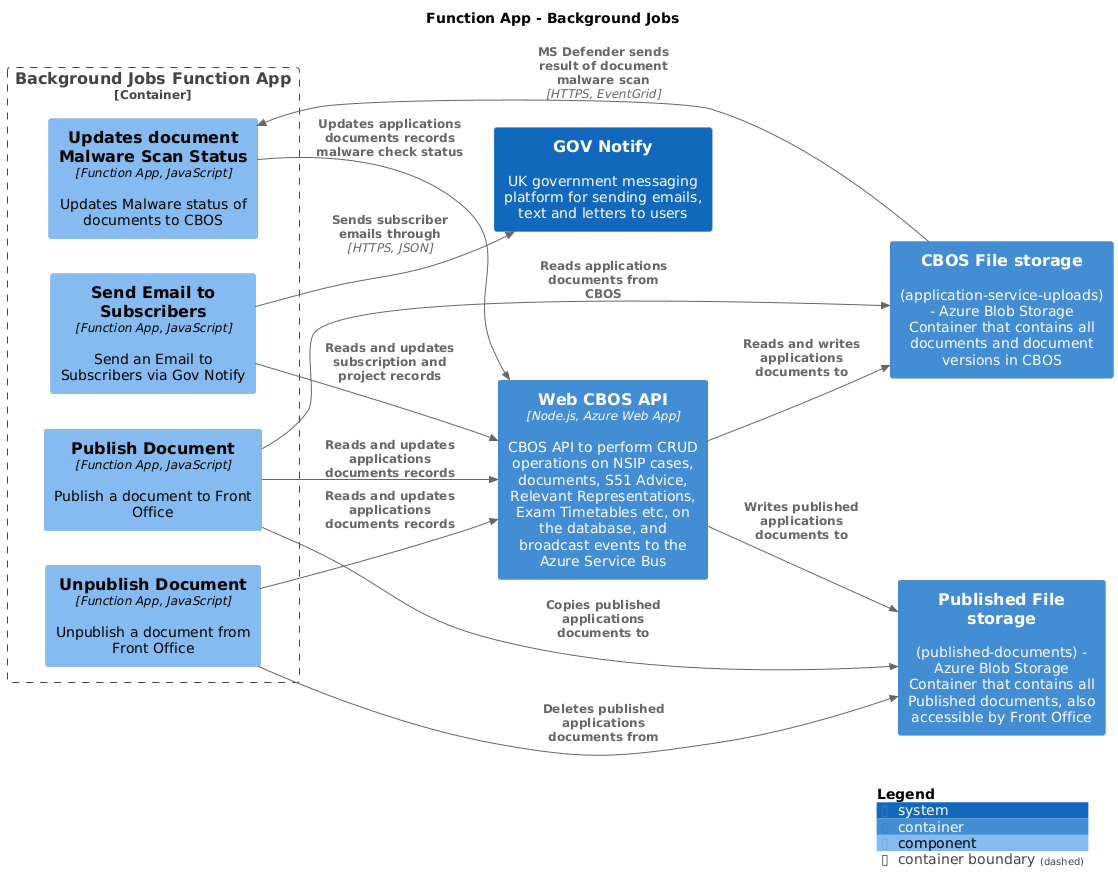 Function App - Background Jobs
MS Defender sends
result of document
malware scan
[HTTPS, EventGrid]
Background Jobs Function App
[Container]
Updates document
Malware Scan Status
[Function App, JavaScript]
Updates Malware status of
documents to CBOS
Updates applications
documents records
malware check status
GOV Notify
UK government messaging
platform for sending emails,
text and letters to users
Sends subscriber
emails through
[HTTPS, JSON]
Send Email to
Subscribers
[Function App, JavaScript]
Send an Email to
Subscribers via Gov Notify
Reads applications
documents from
CBOS
CBOS File storage
(application-service-uploads)
- Azure Blob Storage
Container that contains all
documents and document
versions in CBOS
Reads and updates
subscription and
project records
Reads and writes
applications
documents to
Web CBOS API
[Node.js, Azure Web App]
CBOS API to perform CRUD
operations on NSIP cases,
documents, S51 Advice,
Relevant Representations,
Exam Timetables etc, on
the database, and
broadcast events to the
Azure Service Bus
Publish Document
[Function App, JavaScript]
Publish a document to Front
Office
Reads and updates
applications
documents records
Reads and updates
applications
documents records
Writes published
applications
documents to
Unpublish Document
[Function App, JavaScript]
Unpublish a document from
Front Office
Copies published
applications
documents to
Published File
storage
(published-documents) -
Azure Blob Storage
Container that contains all
Published documents, also
accessible by Front Office
Deletes published
applications
documents from
Legend
system
container
component
container boundary (dashed)